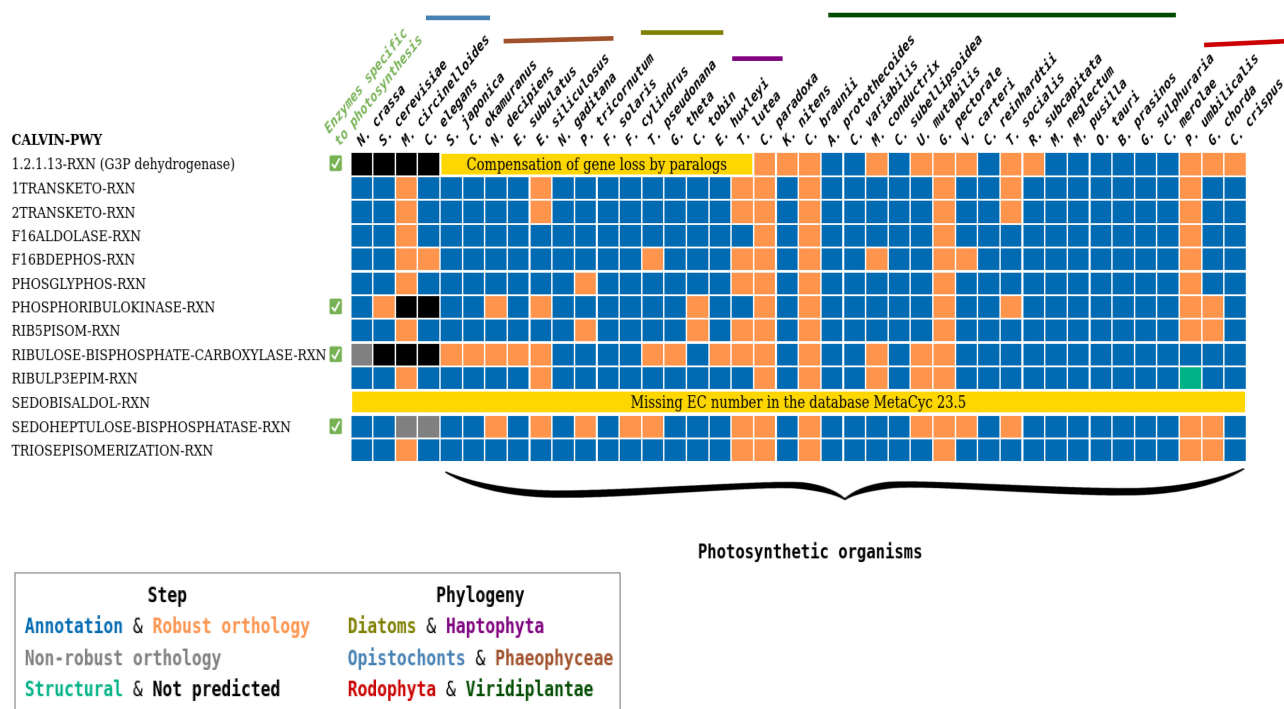 Enzymes specific
to photosynthesis
N. crassa
S. cerevisiae
M. circinelloides
C. elegans
S. japonica
C. okamuranus
N. decipiens
E. subulatus
E. siliculosus
N. gaditana
P. tricornutum
F. solaris
F. cylindrus
T. pseudonana
G. theta
C. tobin
E. huxleyi
T. lutea
C. paradoxa
K. nitens
C. braunii
A. protothecoides
C. variabilis
M. conductrix
C. subellipsoidea
U. mutabilis
G. pectorale
V. carteri
C. reinhardtii
T. socialis
R. subcapitata
M. neglectum
M. pusilla
O. tauri
B. prasinos
G. sulphuraria
C. merolae
P. umbilicalis
G. chorda
C. crispus
CALVIN-PWY
1.2.1.13-RXN (G3P dehydrogenase)
Compensation of gene loss by paralogs
1TRANSKETO-RXN
2TRANSKETO-RXN
F16ALDOLASE-RXN
F16BDEPHOS-RXN
PHOSGLYPHOS-RXN
PHOSPHORIBULOKINASE-RXN
RIB5PISOM-RXN
RIBULOSE-BISPHOSPHATE-CARBOXYLASE-RXN
RIBULP3EPIM-RXN
SEDOBISALDOL-RXN
Missing EC number in the database MetaCyc 23.5
SEDOHEPTULOSE-BISPHOSPHATASE-RXN
TRIOSEPISOMERIZATION-RXN
Photosynthetic organisms
Step
Annotation & Robust orthology
Non-robust orthology
Structural & Not predicted
Phylogeny
Diatoms & Haptophyta
Opistochonts & Phaeophyceae
Rodophyta & Viridiplantae